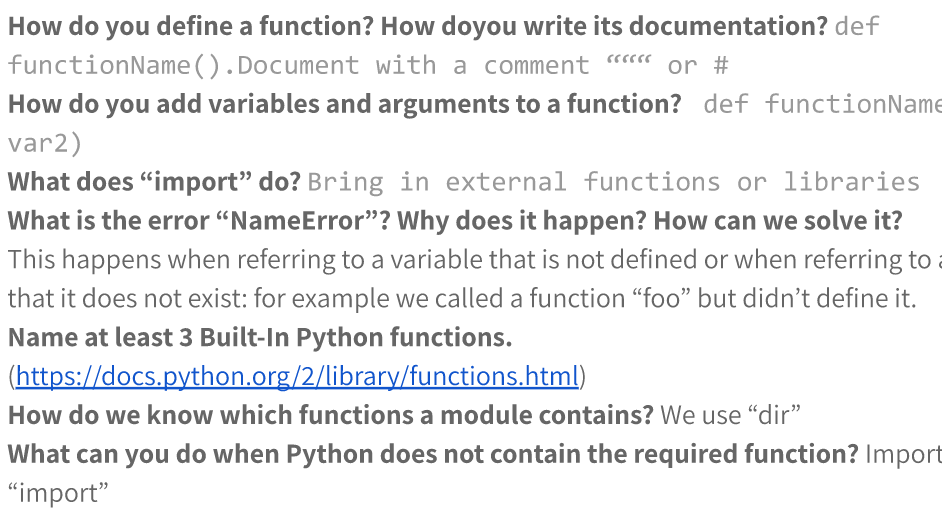 How do you define a function? How doyou write its documentation? def
functionName().Document with a comment “““ or #
How do you add variables and arguments to a function? def functionName
var2)
What does “import” do? Bring in external functions or libraries
What is the error “NameError”? Why does it happen? How can we solve it?
This happens when referring to a variable that is not defined or when referring to a
that it does not exist: for example we called a function “foo” but didn’t define it.
Name at least 3 Built-In Python functions.
(https://docs.python.org/2/library/functions.html)
How do we know which functions a module contains? We use “dir”
What can you do when Python does not contain the required function? Import
“import”